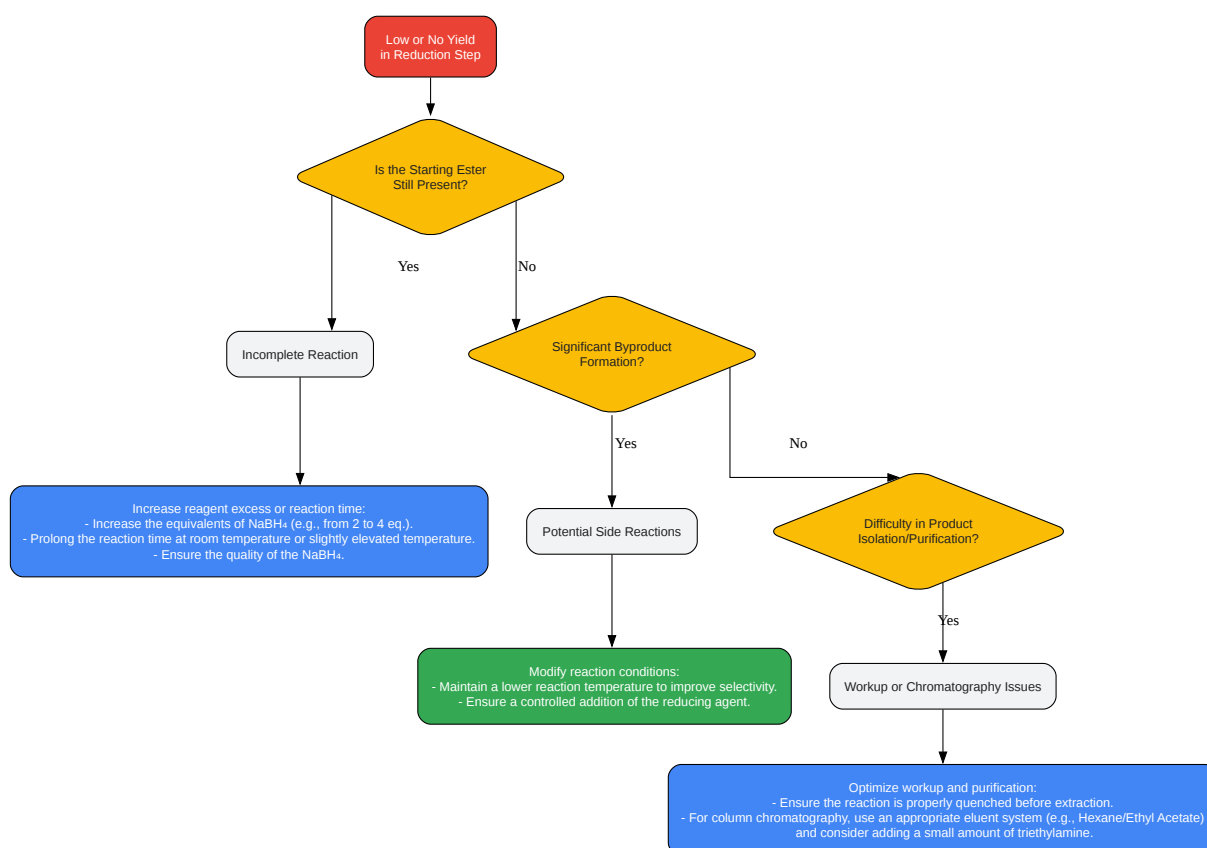 Low or No Yield
in Reduction Step
Is the Starting Ester
Still Present?
Yes
No
Incomplete Reaction
Significant Byproduct
Formation?
Yes
No
Increase reagent excess or reaction time:
- Increase the equivalents of NaBH₄ (e.g., from 2 to 4 eq.).
- Prolong the reaction time at room temperature or slightly elevated temperature.
- Ensure the quality of the NaBH₄.
Potential Side Reactions
Difficulty in Product
Isolation/Purification?
Yes
Modify reaction conditions:
- Maintain a lower reaction temperature to improve selectivity.
- Ensure a controlled addition of the reducing agent.
Workup or Chromatography Issues
Optimize workup and purification:
- Ensure the reaction is properly quenched before extraction.
- For column chromatography, use an appropriate eluent system (e.g., Hexane/Ethyl Acetate)
and consider adding a small amount of triethylamine.